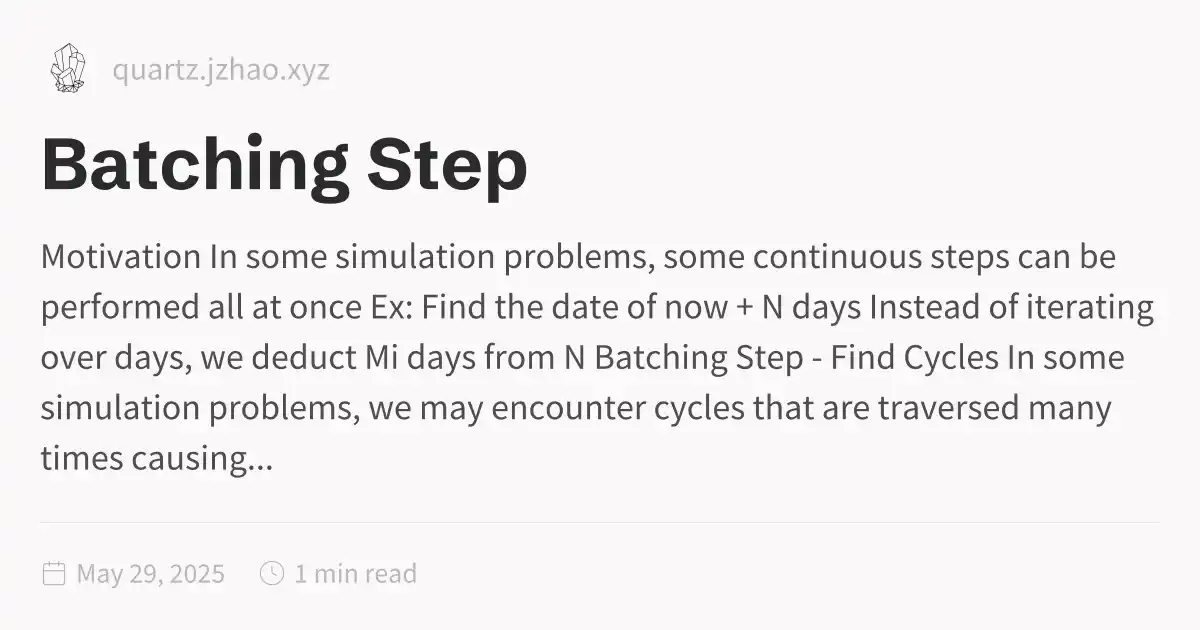 quartz.jzhao.xyz
Batching Step
Motivation In some simulation problems, some continuous steps can be
performed all at once Ex: Find the date of now + N days Instead of iterating
over days, we deduct Mi days from N Batching Step - Find Cycles In some
simulation problems, we may encounter cycles that are traversed many
times causing...
May 29, 2025 1 min read